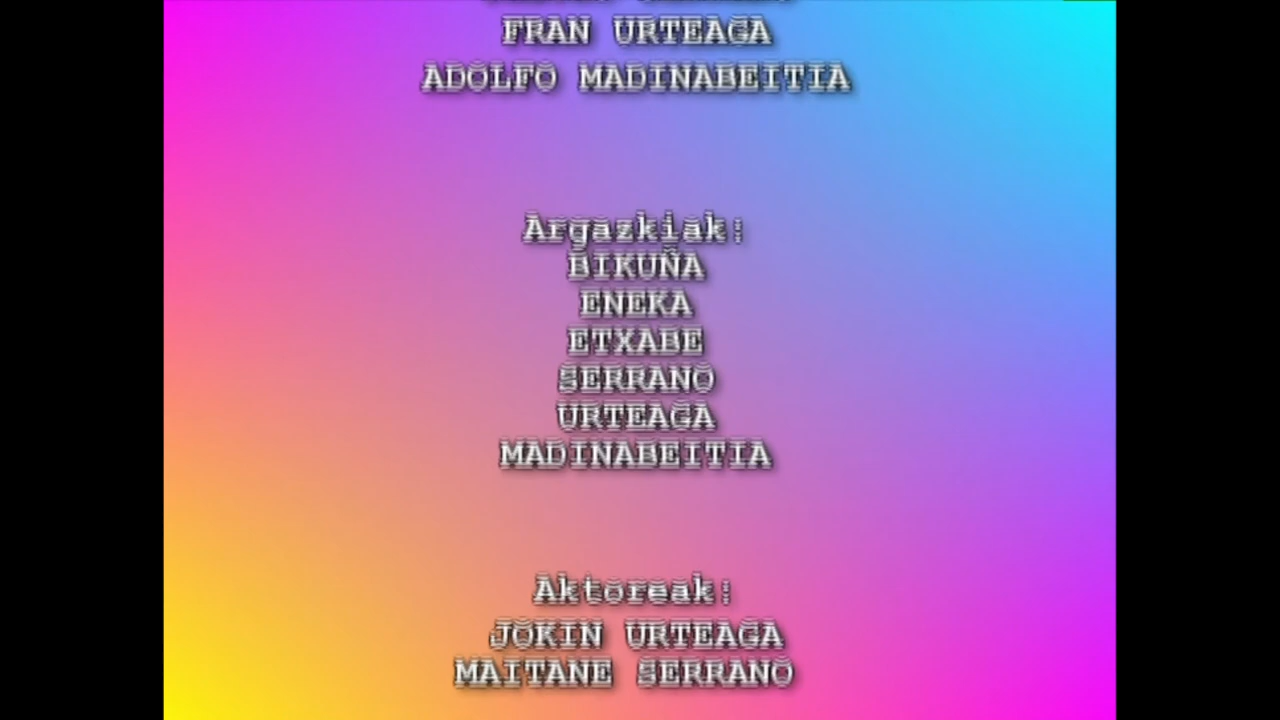 FRAN URTEAGA
ADOLFO MADINABEITIA
Argazkiak:
BIKUÑA
ENEKA
ETXABE
SERRANO
URTEAGA
MADINABEITIA
Aktoreak:
JOKIN URTEAGA
MAITANE SERRANO